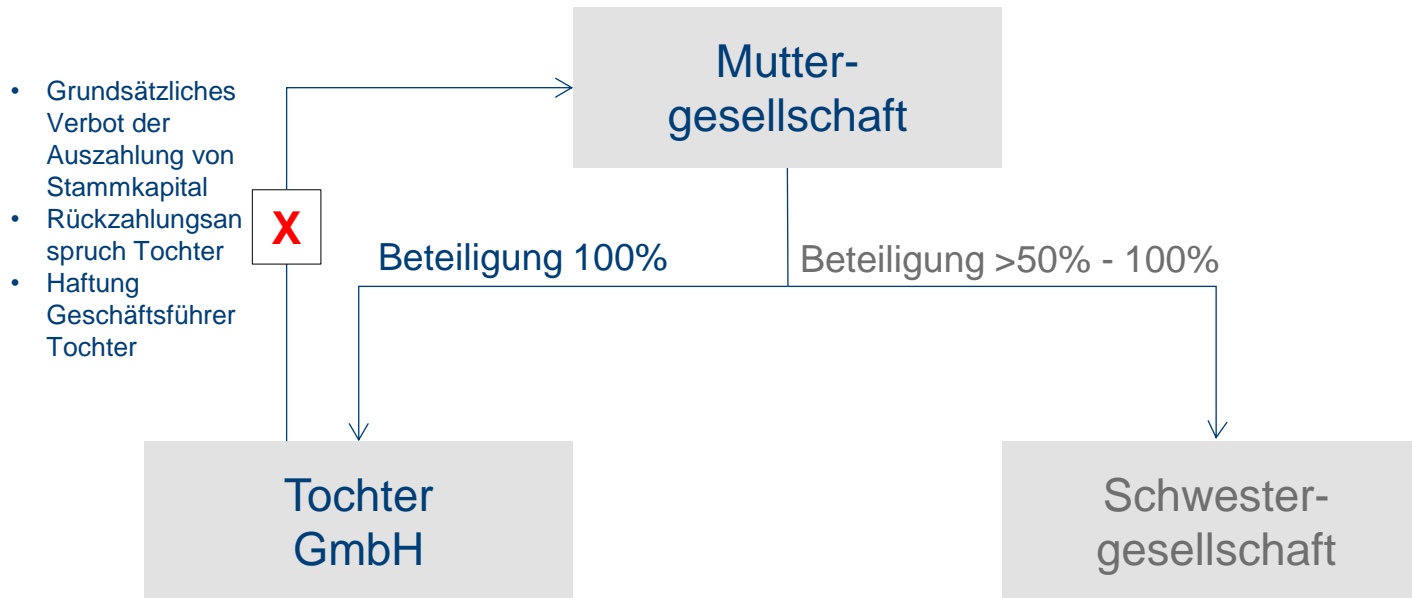 Mutter-
gesellschaft
• Grundsätzliches
Verbot der
Auszahlung von
Stammkapital
• Rückzahlungsan
spruch Tochter
• Haftung
Geschäftsführer
Tochter
X
Beteiligung 100%
Beteiligung >50% - 100%
Tochter
GmbH
Schwester-
gesellschaft